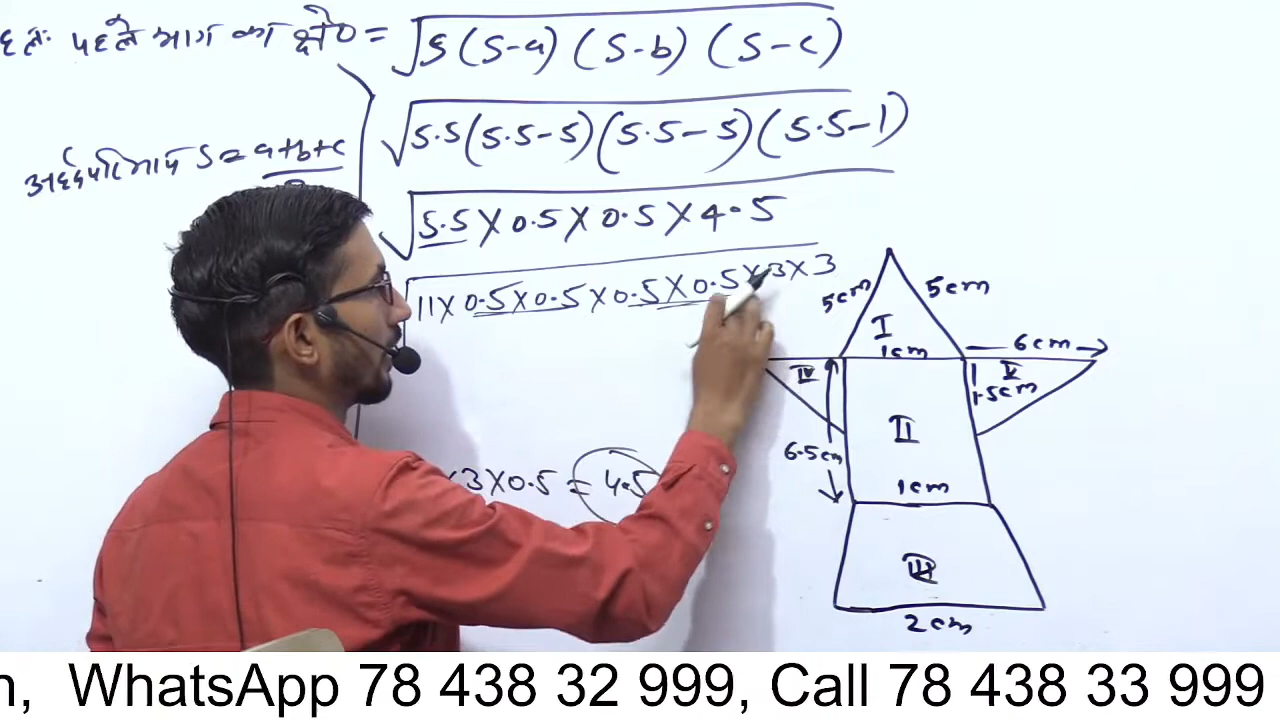 पहले भाग का क्षे० = √s(s-a)(s-b)(s-c)
√5.5(5.5-5)(5.5-5)(5.5-1)
अर्द्धपरिमाप S = a+b+c
√5.5×0.5×0.5×4.5
√11×0.5×0.5×0.5×0.5×3×3
×3×0.5 = 4.5
5cm
5cm
I
1cm
6cm
IV
V
1.5cm
II
6.5cm
1cm
III
2cm
WhatsApp 78 438 32 999, Call 78 438 33 999